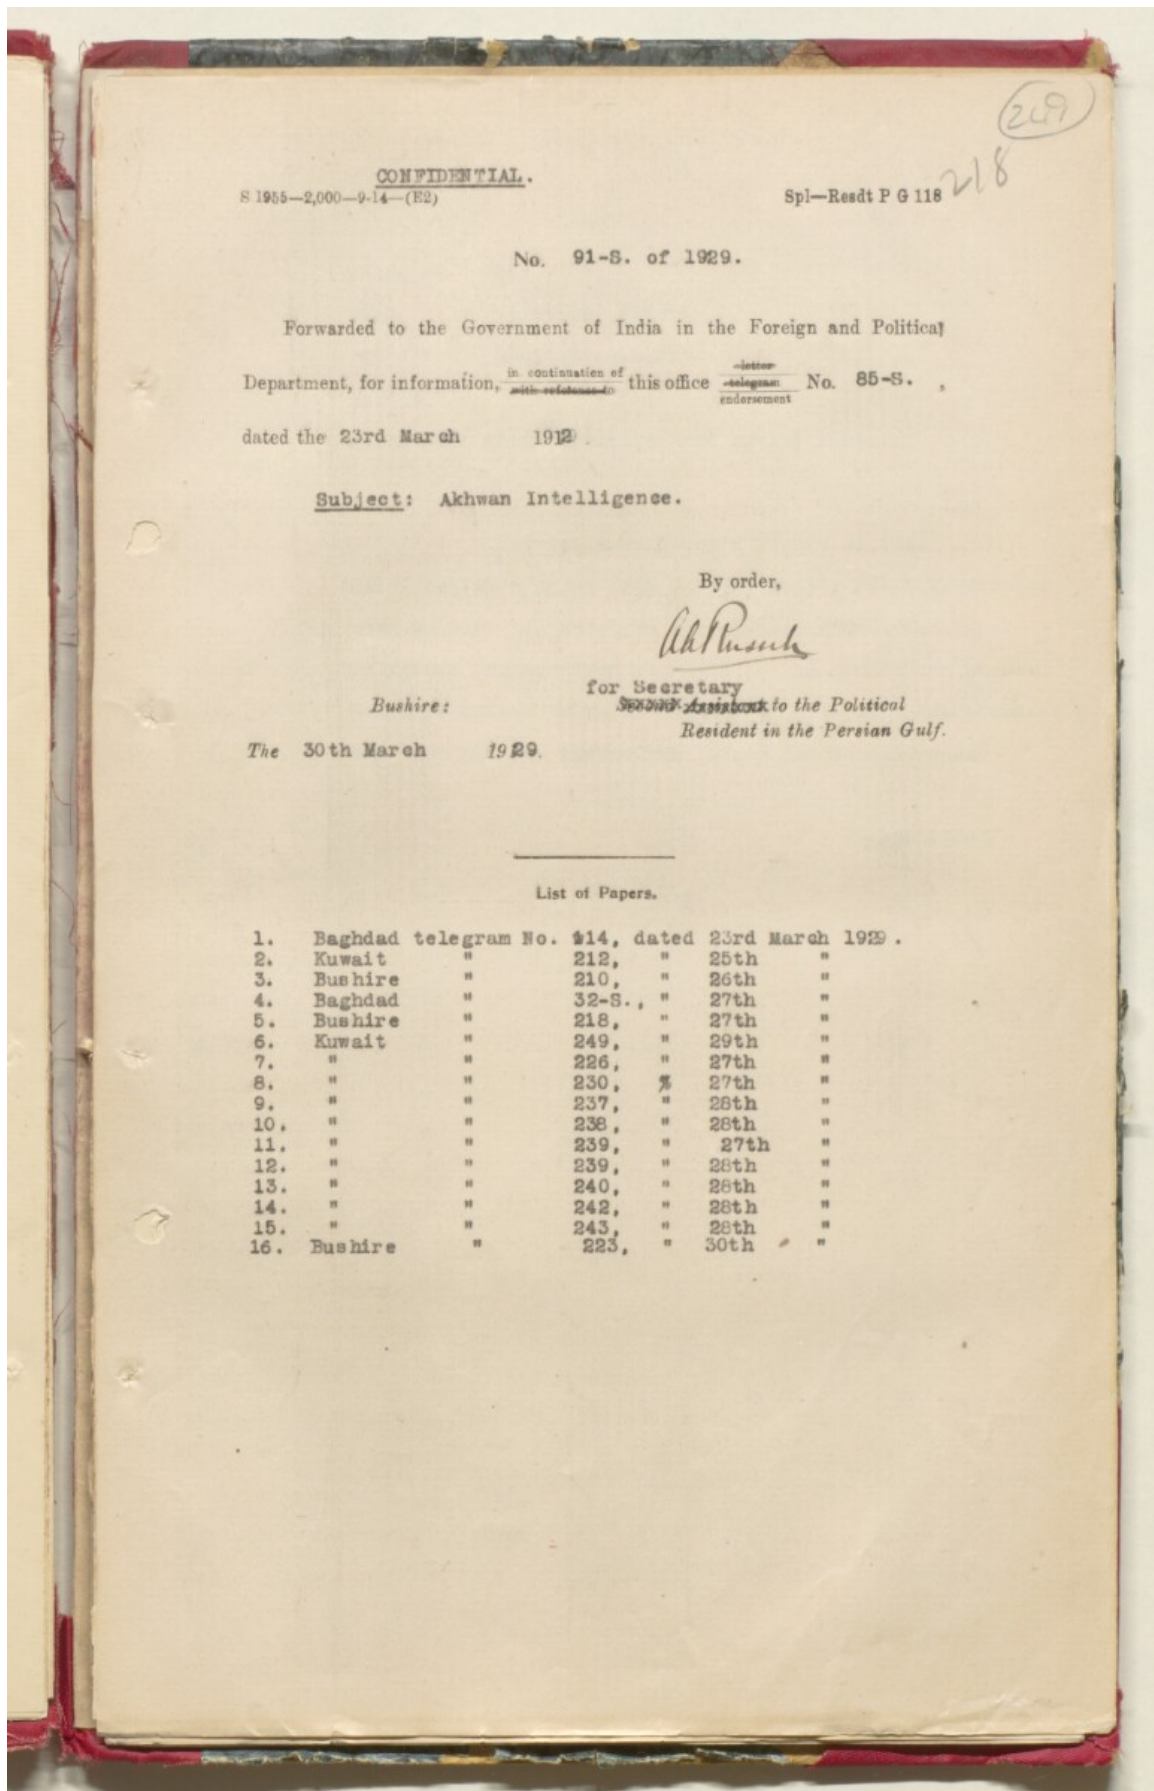 218
CONFIDENTIAL.
S 1955—2,000—9-14—(E2)
Spl—Resdt P G 118
No. 91-S. of 1929.
Forwarded to the Government of India in the Foreign and Political
Department, for information, in continuation of with reference to this office letter telegram endorsement No. 85-S. ,
dated the 23rd March 1929.
Subject: Akhwan Intelligence.
By order,
for Secretary
Bushire:
Second Assistant to the Political
Resident in the Persian Gulf.
The 30th March 1929.
List of Papers.
1. Baghdad telegram No. 114, dated 23rd March 1929.
2. Kuwait " 212, " 25th "
3. Bushire " 210, " 26th "
4. Baghdad " 32-S., " 27th "
5. Bushire " 218, " 27th "
6. Kuwait " 249, " 29th "
7. " " 226, " 27th "
8. " " 230, " 27th "
9. " " 237, " 28th "
10. " " 238, " 28th "
11. " " 239, " 27th "
12. " " 239, " 28th "
13. " " 240, " 28th "
14. " " 242, " 28th "
15. " " 243, " 28th "
16. Bushire " 223, " 30th "